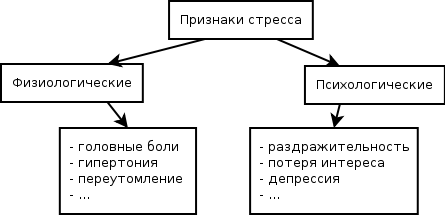 Признаки стресса
Физиологические
Психологические
- головные боли
- гипертония
- переутомление
- ...
- раздражительность
- потеря интереса
- депрессия
- ...